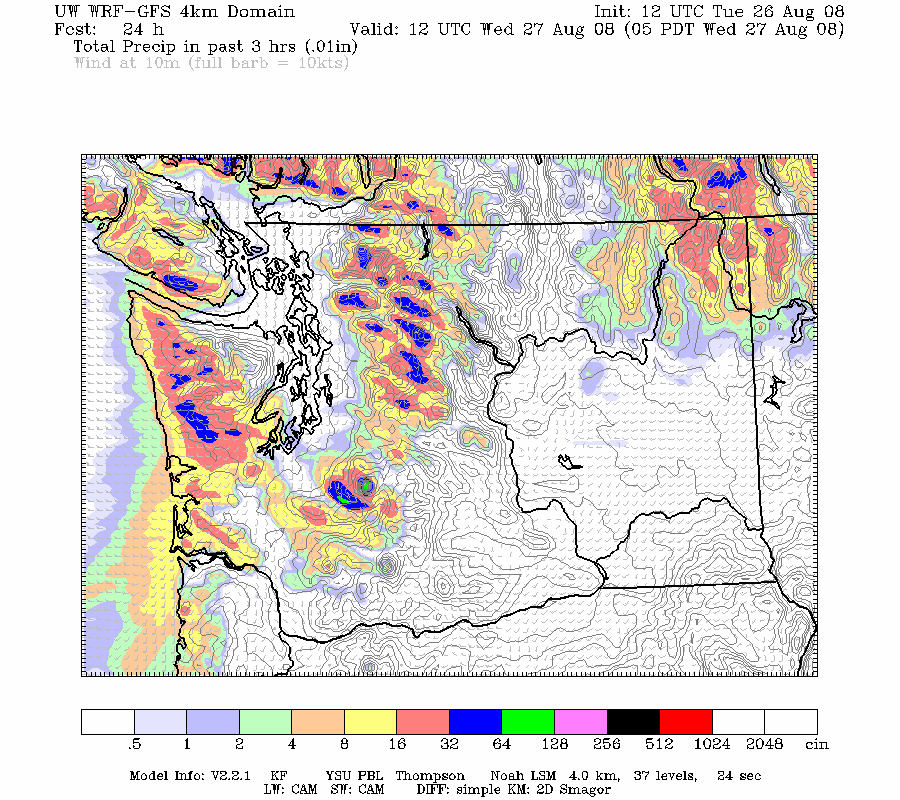 UW WRF-GFS 4km Domain Init: 12 UTC Tue 26 Aug 08
Fcst: 24 h Valid: 12 UTC Wed 27 Aug 08 (05 PDT Wed 27 Aug 08)
Total Precip in past 3 hrs (.01in)
Wind at 10m (full barb = 10kts)
.5 1 2 4 8 16 32 64 128 256 512 1024 2048 cin
Model Info: V2.2.1 KF YSU PBL Thompson Noah LSM 4.0 km, 37 levels, 24 sec
LW: CAM SW: CAM DIFF: simple KM: 2D Smagor